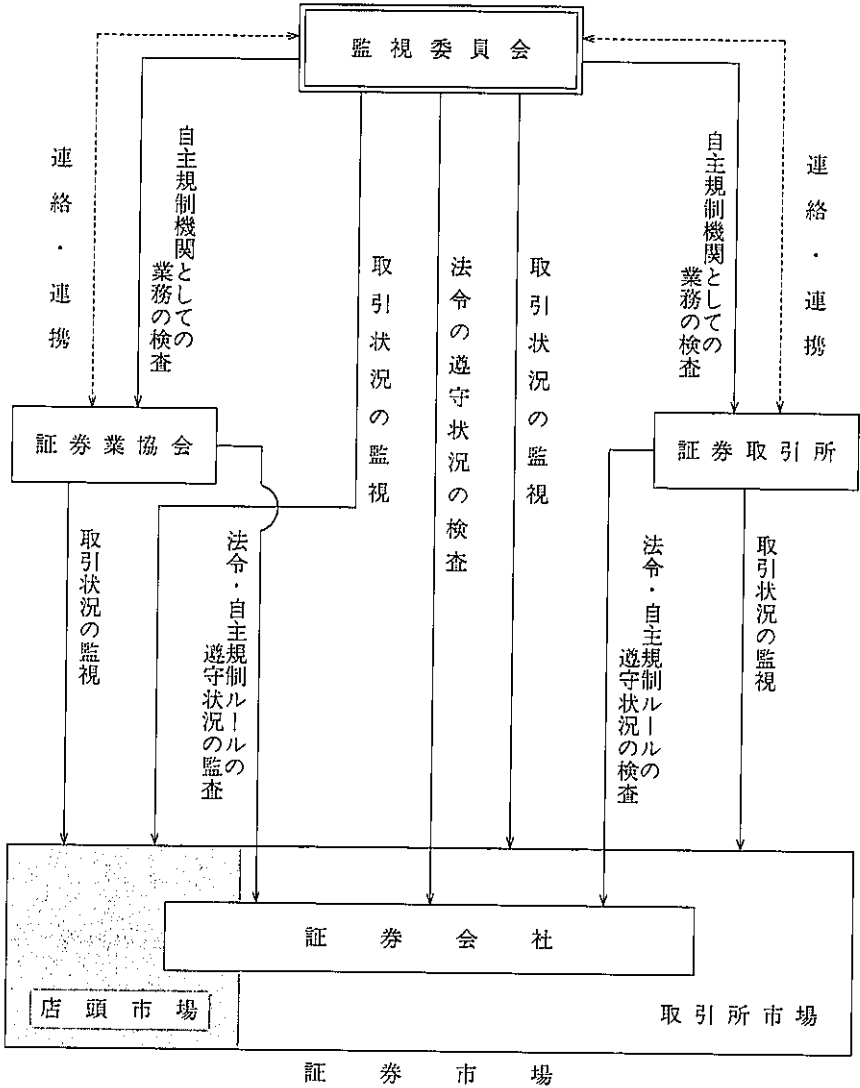 監視委員会
連絡・連携
自主規制機関としての
業務の検査
取引状況の監視
法令の遵守状況の検査
取引状況の監視
自主規制機関としての
業務の検査
連絡・連携
証券業協会
証券取引所
取引状況の監視
法令・自主規制ルールの
遵守状況の監査
法令・自主規制ルールの
遵守状況の検査
取引状況の監視
証券会社
店頭市場
取引所市場
証券市場